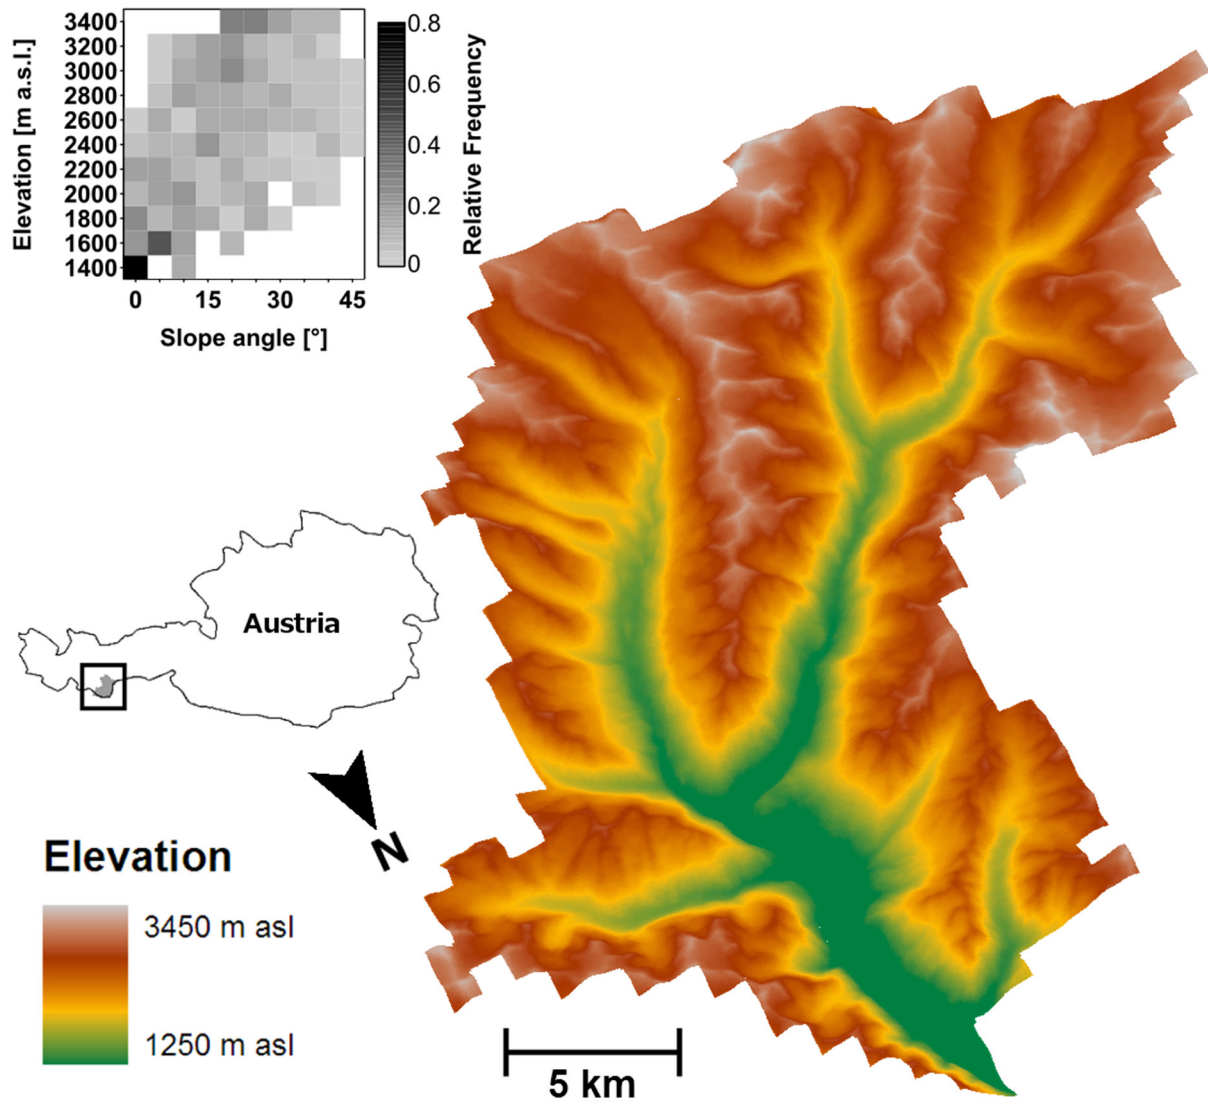 Elevation [m a.s.l.]
3400
3200
3000
2800
2600
2400
2200
2000
1800
1600
1400
0 15 30 45
Slope angle [°]
0.8
0.6
0.4
0.2
0
Relative Frequency
Austria
N
Elevation
3450 m asl
1250 m asl
5 km